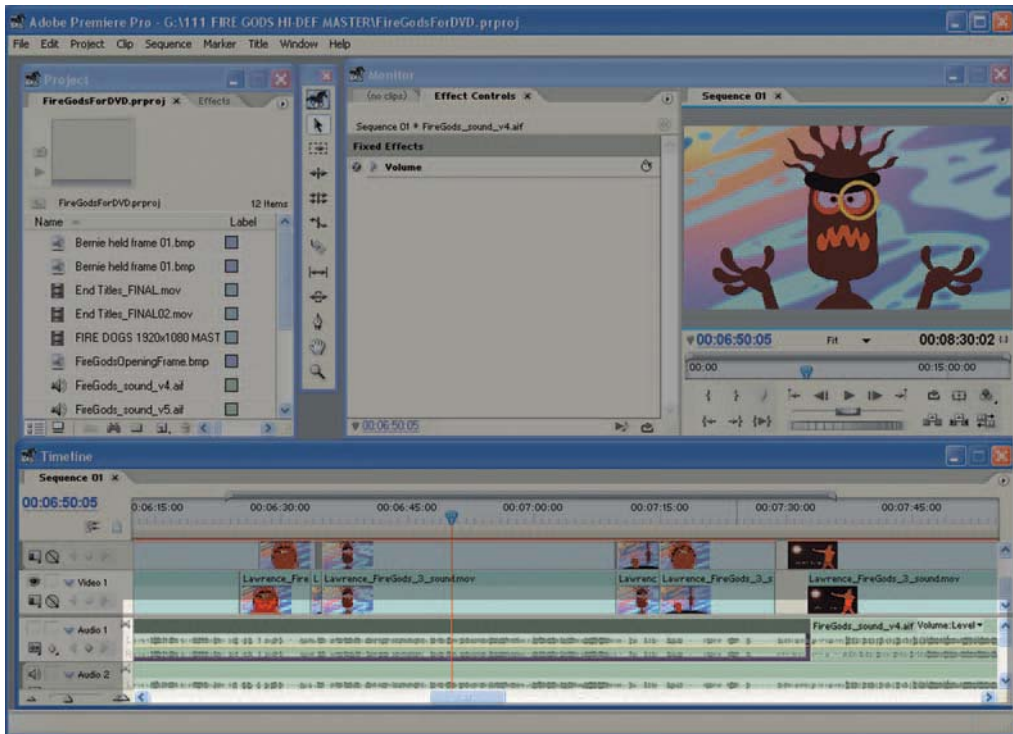 Adobe Premiere Pro - G:\111 FIRE GODS HI-DEF MASTER\FireGodsForDVD.prproj
File Edit Project Clip Sequence Marker Title Window Help
Project
FireGodsForDVD.prproj × Effects
FireGodsForDVD.prproj 12 Items
Name Label
Bernie held frame 01.bmp
Bernie held frame 01.bmp
End Titles_FINAL.mov
End Titles_FINAL02.mov
FIRE DOGS 1920x1080 MAST
FireGodsOpeningFrame.bmp
FireGods_sound_v4.aif
FireGods_sound_v5.aif
Monitor
(no clips) Effect Controls ×
Sequence 01 * FireGods_sound_v4.aif
Fixed Effects
Volume
00:06:50:05
Sequence 01 ×
00:06:50:05 Fit 00:08:30:02
00:00 00:15:00:00
Timeline
Sequence 01 ×
00:06:50:05
0:06:15:00 00:06:30:00 00:06:45:00 00:07:00:00 00:07:15:00 00:07:30:00 00:07:45:00
Video 1
Lawrence_Fire L Lawrence_FireGods_3_sound.mov Lawrenc Lawrence_FireGods_3_s Lawrence_FireGods_3_sound.mov
Audio 1
FireGods_sound_v4.aif Volume:Level
Audio 2